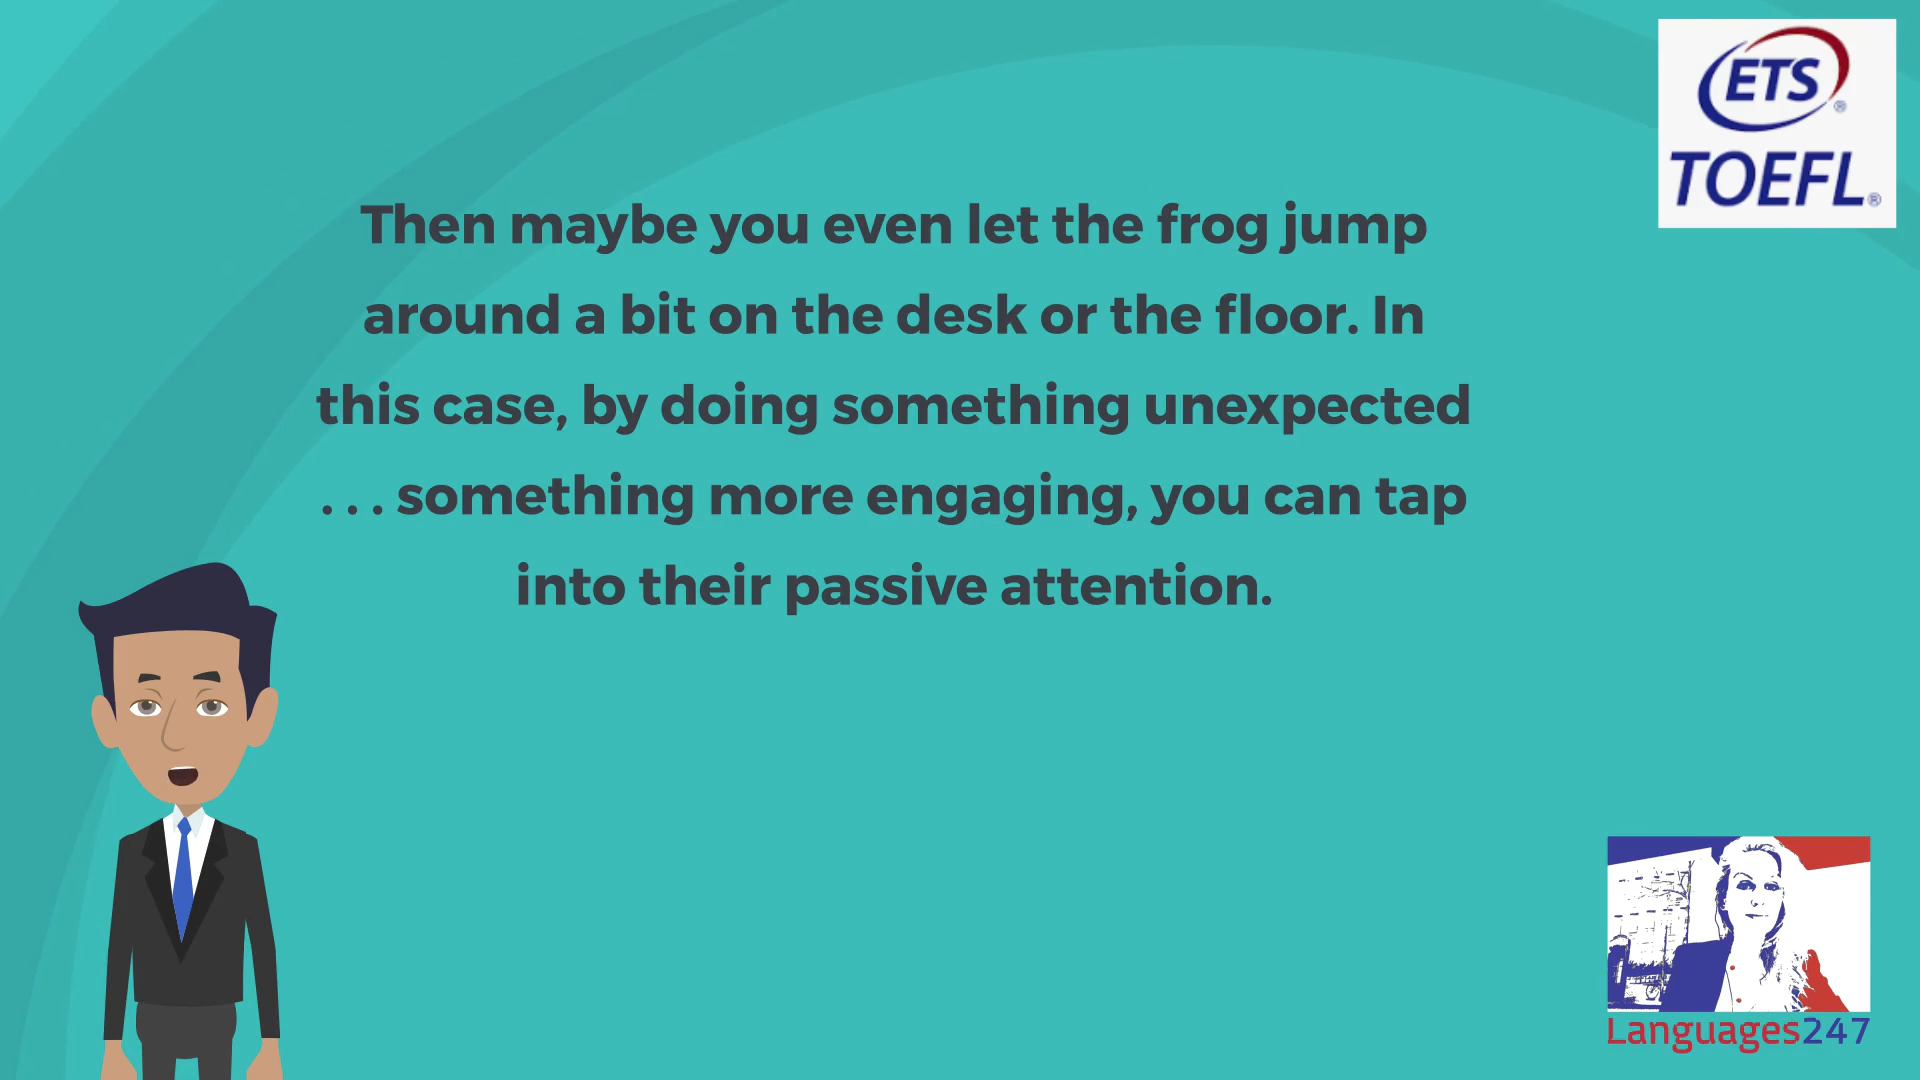 ETS®
TOEFL®
Then maybe you even let the frog jump
around a bit on the desk or the floor. In
this case, by doing something unexpected
. . . something more engaging, you can tap
into their passive attention.
Languages247